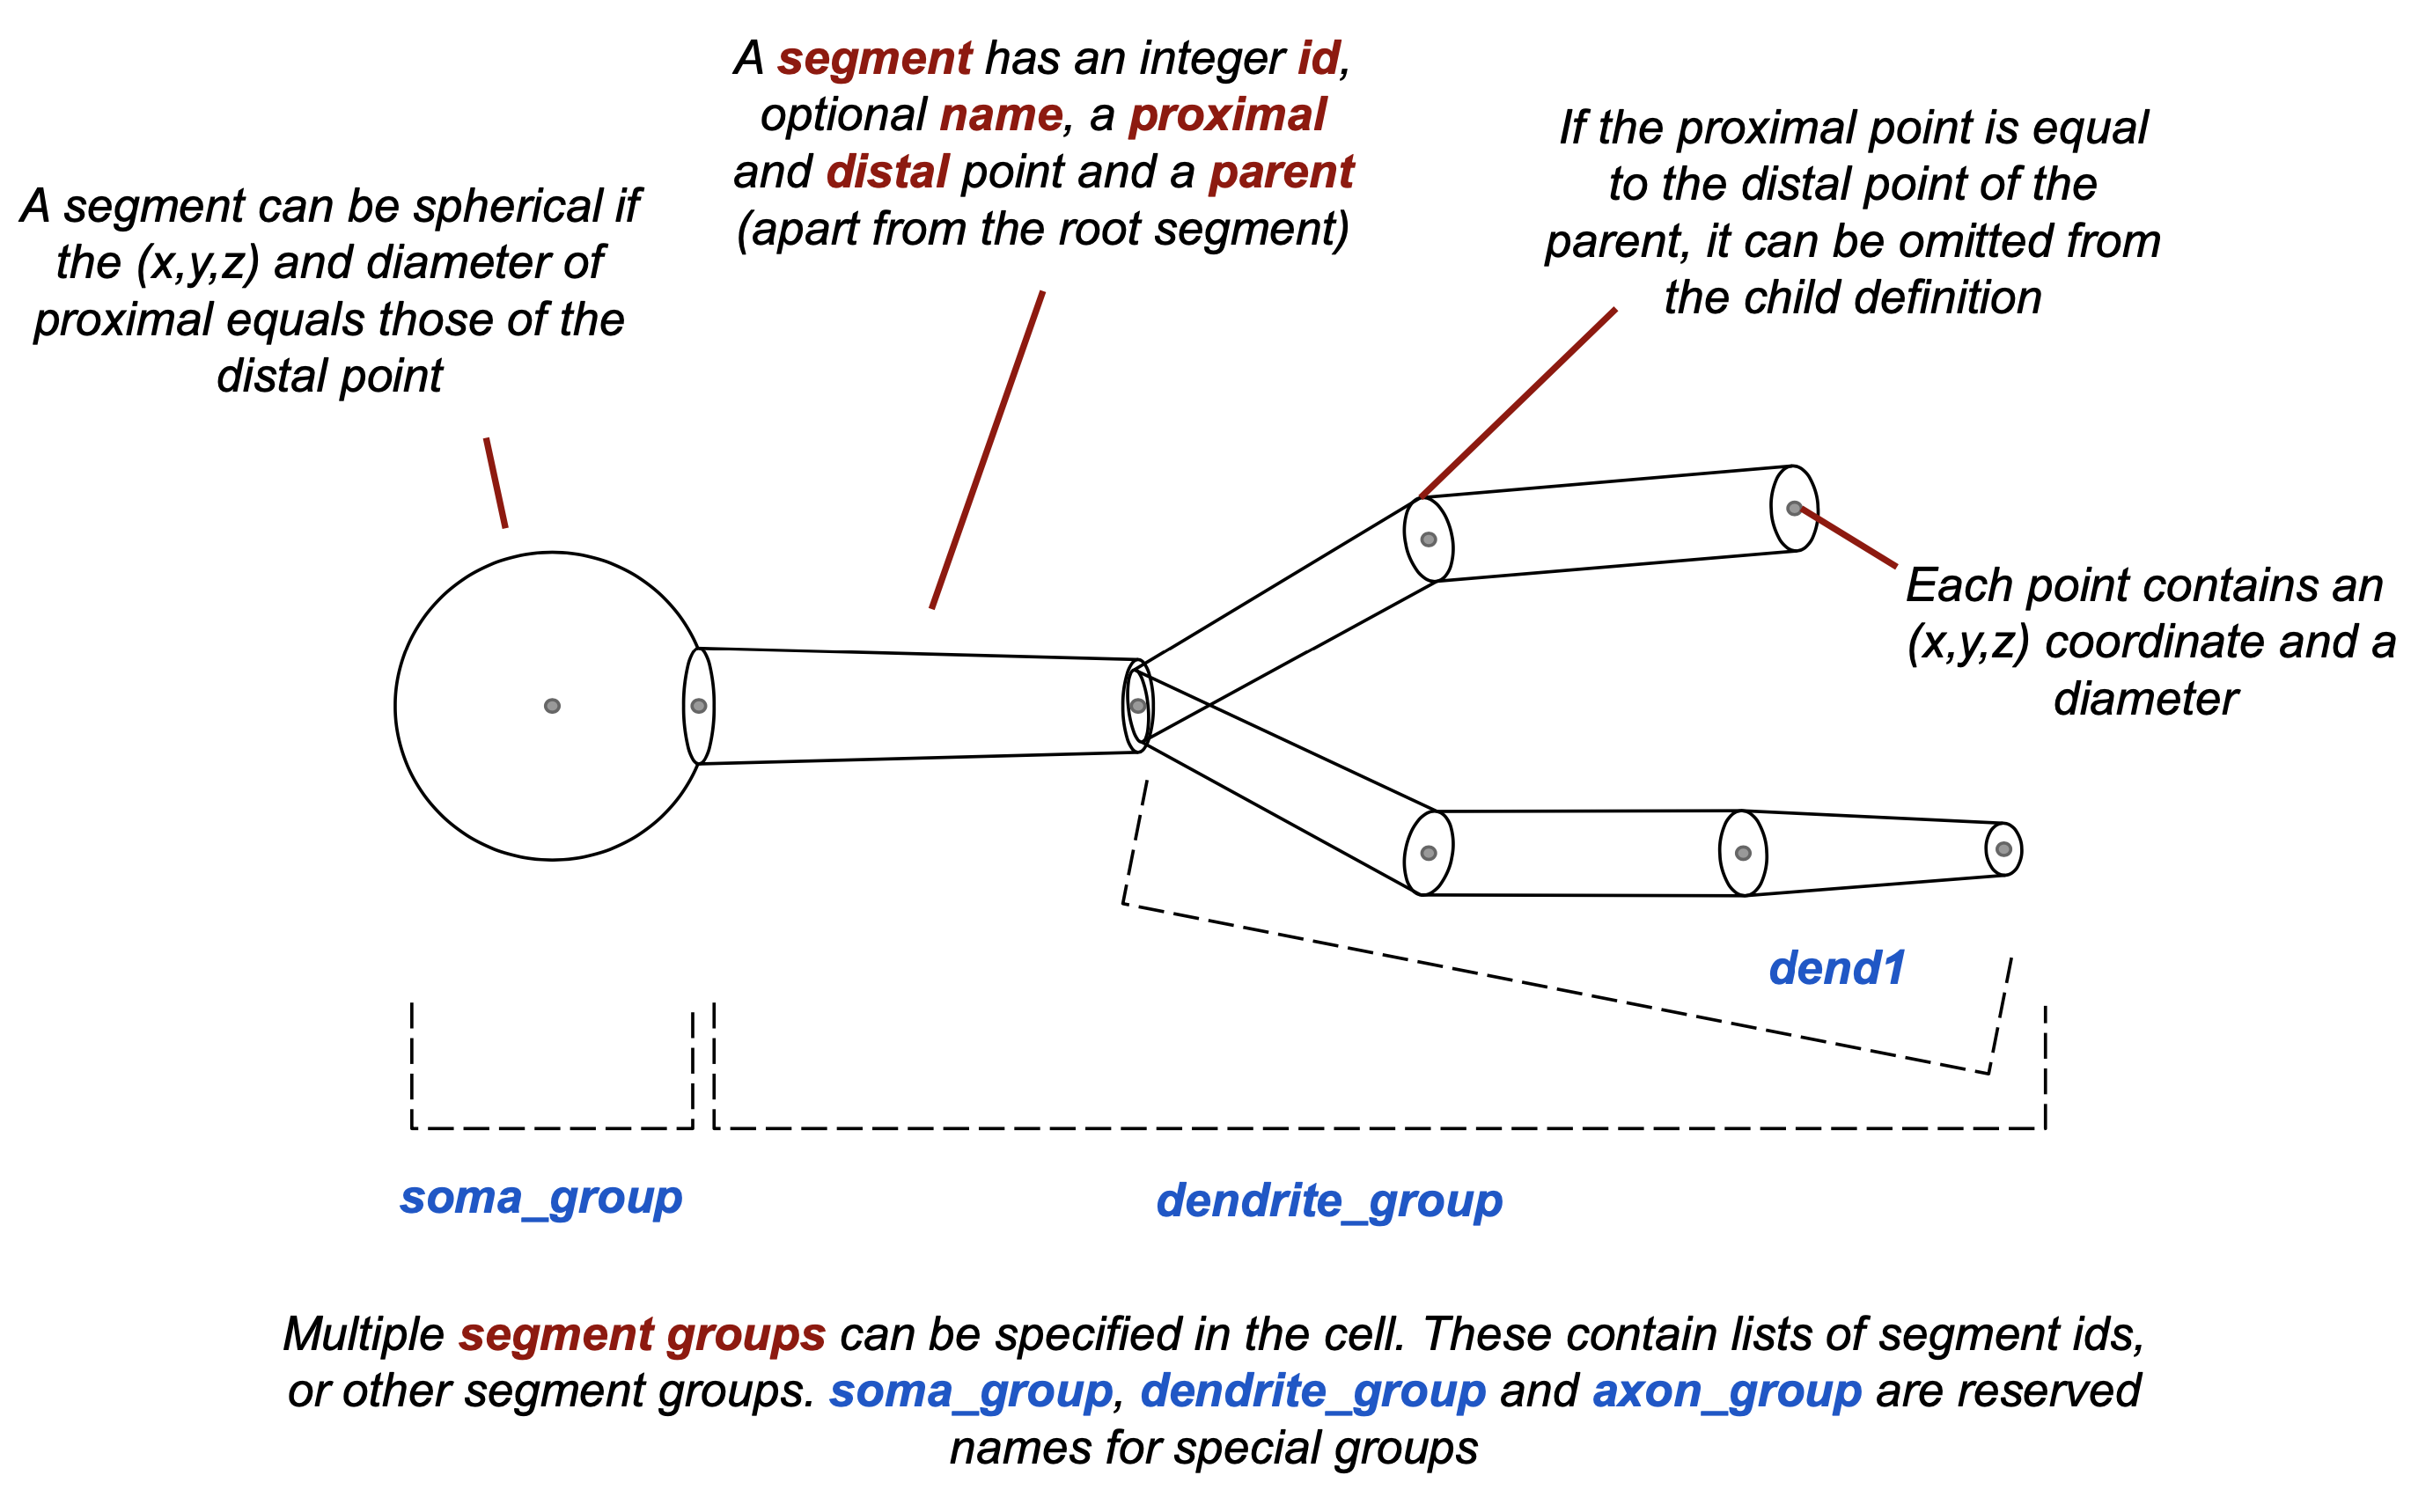 A segment has an integer id,
optional name, a proximal
and distal point and a parent
(apart from the root segment)
If the proximal point is equal
to the distal point of the
parent, it can be omitted from
the child definition
A segment can be spherical if
the (x,y,z) and diameter of
proximal equals those of the
distal point
Each point contains an
(x,y,z) coordinate and a
diameter
dend1
soma_group
dendrite_group
Multiple segment groups can be specified in the cell. These contain lists of segment ids,
or other segment groups. soma_group, dendrite_group and axon_group are reserved
names for special groups